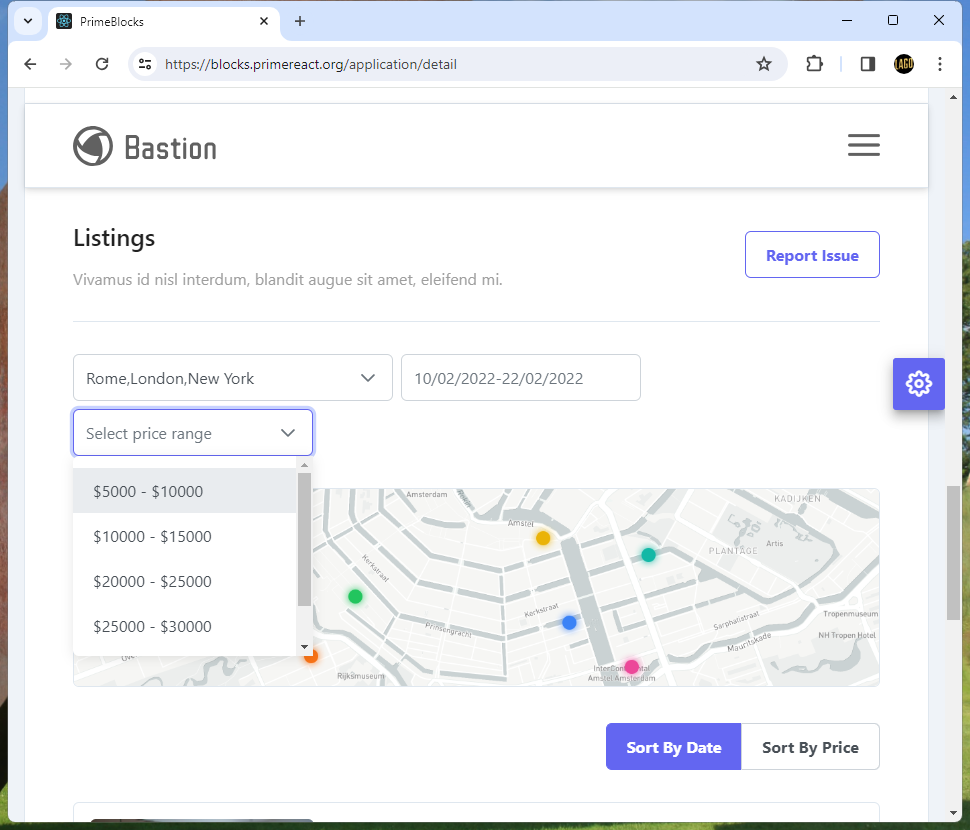 PrimeBlocks
https://blocks.primereact.org/application/detail
LAGO
Bastion
Listings
Vivamus id nisl interdum, blandit augue sit amet, eleifend mi.
Report Issue
Rome,London,New York
10/02/2022-22/02/2022
Select price range
$5000 - $10000
$10000 - $15000
$20000 - $25000
$25000 - $30000
Amsterdam
Amstel
KADIJKEN
Artis
PLANTAGE
Kerkstraat
Kerkstraat
Prinsengracht
Sarphatistraat
Mauritskade
Tropenmuseum
NH Tropen Hotel
InterContinental
Amstel Amsterdam
Rijksmuseum
Sort By Date
Sort By Price